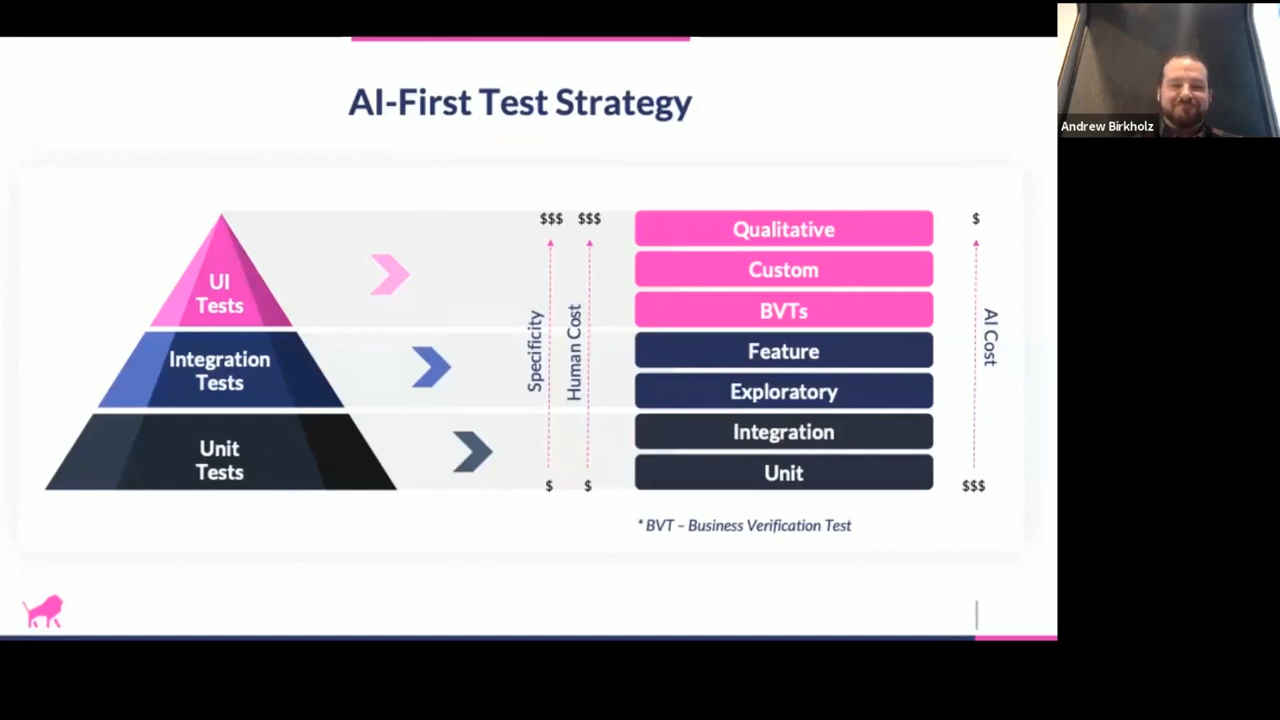 AI-First Test Strategy
Andrew Birkholz
UI
Tests
Integration
Tests
Unit
Tests
$$$ $$$
Specificity
Human Cost
$ $
Qualitative
Custom
BVTs
Feature
Exploratory
Integration
Unit
$
AI Cost
$$$
* BVT – Business Verification Test